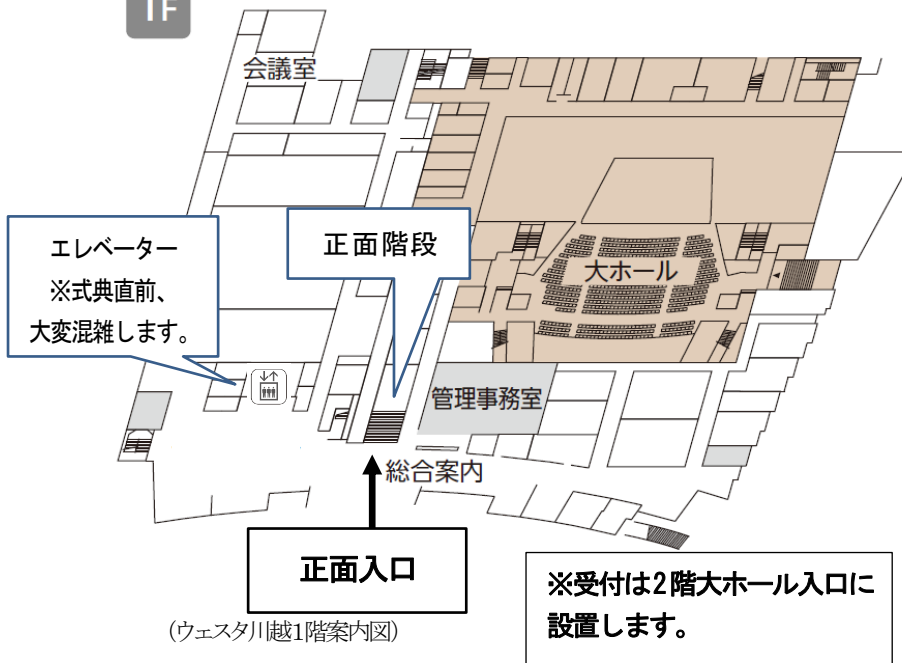 1F
会議室
エレベーター
※式典直前、
大変混雑します。
正面階段
大ホール
管理事務室
総合案内
正面入口
(ウェスタ川越1階案内図)
※受付は2階大ホール入口に
設置します。